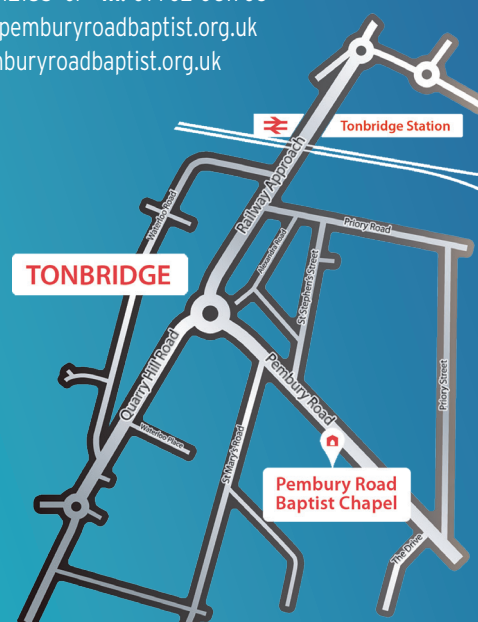 pemburyroadbaptist.org.uk
buryroadbaptist.org.uk
Tonbridge Station
Railway Approach
Waterloo Road
Priory Road
Alexandra Road
St Stephen's Street
TONBRIDGE
Quarry Hill Road
Pembury Road
Priory Street
Waterloo Place
St Mary's Road
Pembury Road
Baptist Chapel
The Drive